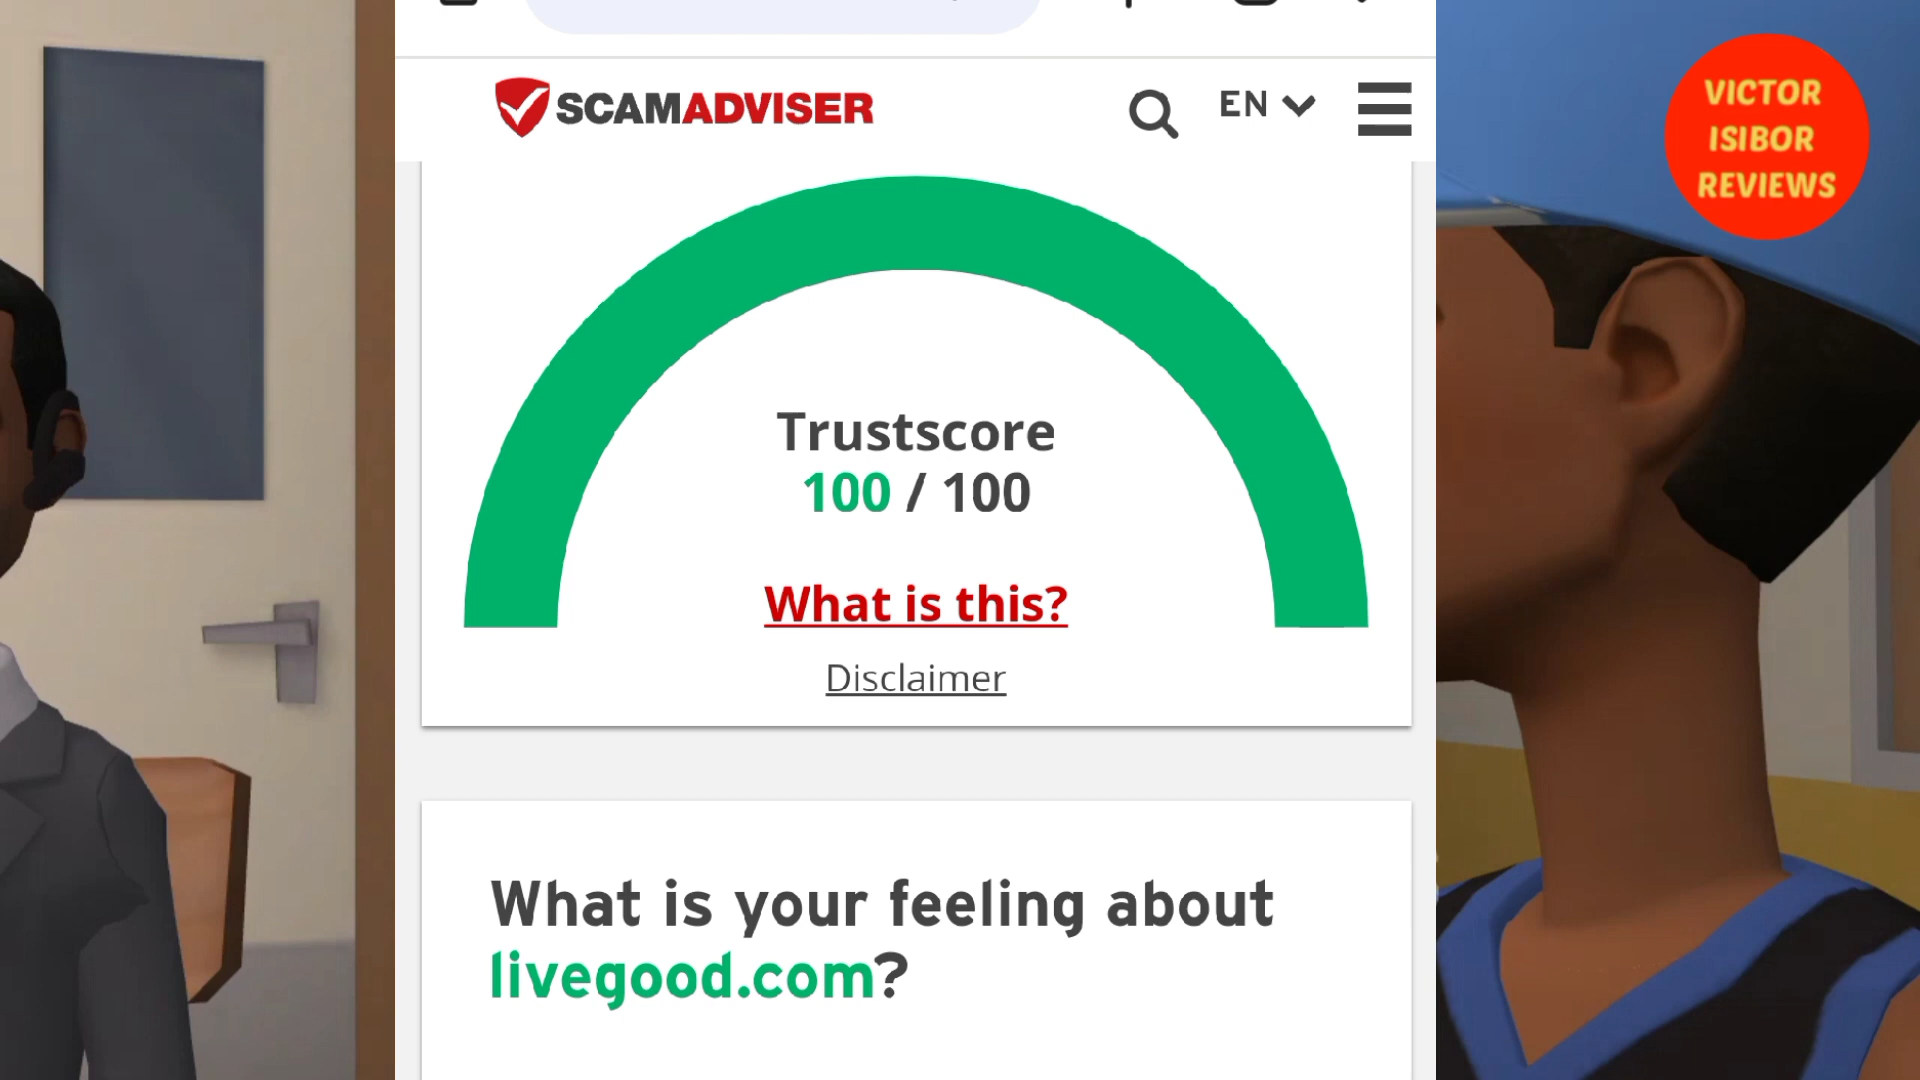 SCAMADVISER
EN
VICTOR
ISIBOR
REVIEWS
Trustscore
100 / 100
What is this?
Disclaimer
What is your feeling about
livegood.com?